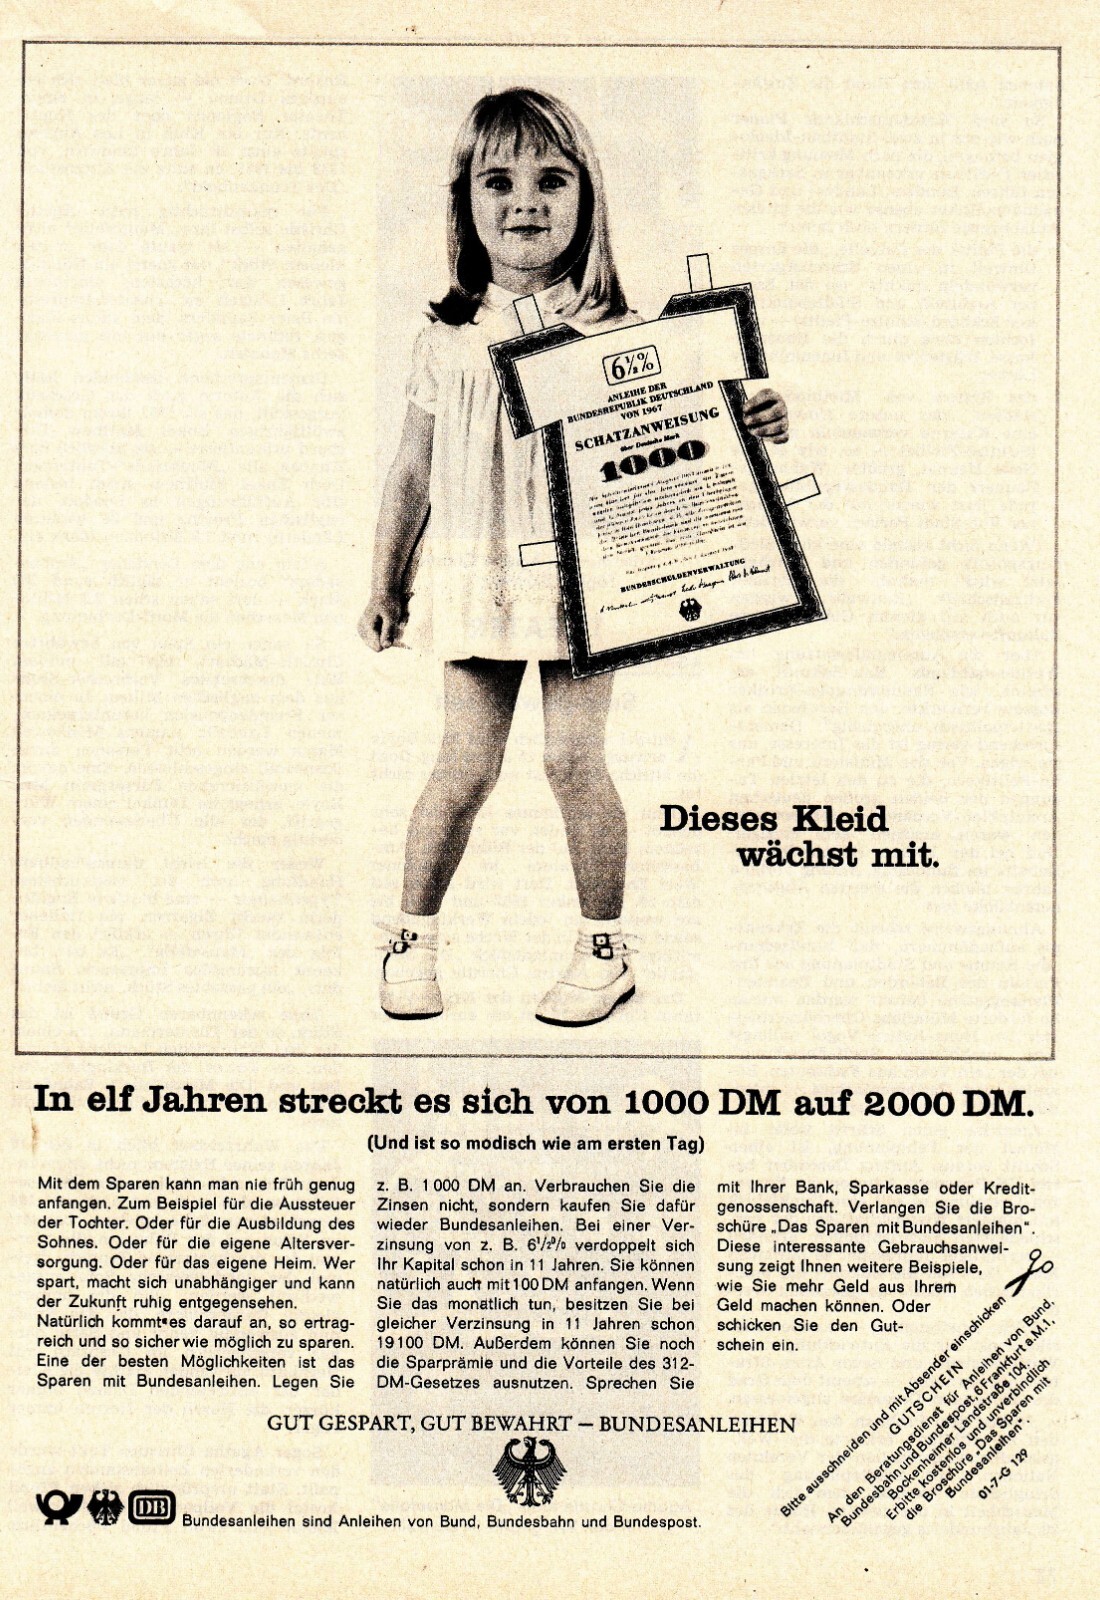 6½%
ANLEIHE DER
BUNDESREPUBLIK DEUTSCHLAND
VON 1967
SCHATZANWEISUNG
über Deutsche Mark
1000
BUNDESSCHULDENVERWALTUNG
Dieses Kleid
wächst mit.
In elf Jahren streckt es sich von 1000 DM auf 2000 DM.
(Und ist so modisch wie am ersten Tag)
Mit dem Sparen kann man nie früh genug
anfangen. Zum Beispiel für die Aussteuer
der Tochter. Oder für die Ausbildung des
Sohnes. Oder für die eigene Altersver-
sorgung. Oder für das eigene Heim. Wer
spart, macht sich unabhängiger und kann
der Zukunft ruhig entgegensehen.
Natürlich kommt es darauf an, so ertrag-
reich und so sicher wie möglich zu sparen.
Eine der besten Möglichkeiten ist das
Sparen mit Bundesanleihen. Legen Sie
z. B. 1000 DM an. Verbrauchen Sie die
Zinsen nicht, sondern kaufen Sie dafür
wieder Bundesanleihen. Bei einer Ver-
zinsung von z. B. 6½% verdoppelt sich
Ihr Kapital schon in 11 Jahren. Sie können
natürlich auch mit 100 DM anfangen. Wenn
Sie das monatlich tun, besitzen Sie bei
gleicher Verzinsung in 11 Jahren schon
19100 DM. Außerdem können Sie noch
die Sparprämie und die Vorteile des 312-
DM-Gesetzes ausnutzen. Sprechen Sie
mit Ihrer Bank, Sparkasse oder Kredit-
genossenschaft. Verlangen Sie die Bro-
schüre „Das Sparen mit Bundesanleihen“.
Diese interessante Gebrauchsanwei-
sung zeigt Ihnen weitere Beispiele,
wie Sie mehr Geld aus Ihrem
Geld machen können. Oder
schicken Sie den Gut-
schein ein.
Bitte ausschneiden und mit Absender einschicken
GUTSCHEIN
An den Beratungsdienst für Anleihen von Bund,
Bundesbahn und Bundespost, 6 Frankfurt a.M.1,
Bockenheimer Landstraße 104.
Erbitte kostenlos und unverbindlich
die Broschüre „Das Sparen mit
Bundesanleihen“.
01-7-G 129
GUT GESPART, GUT BEWAHRT – BUNDESANLEIHEN
DB
Bundesanleihen sind Anleihen von Bund, Bundesbahn und Bundespost.